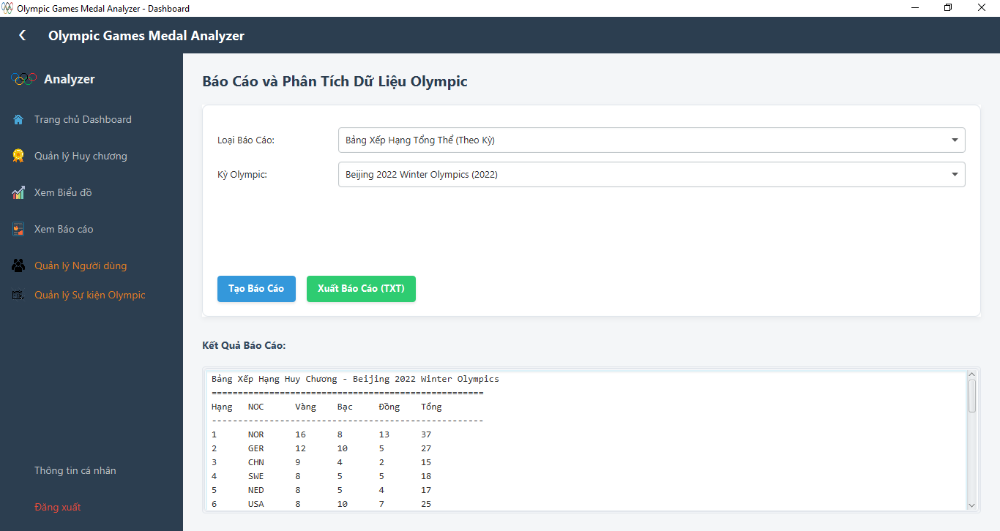 Olympic Games Medal Analyzer - Dashboard
Olympic Games Medal Analyzer
Analyzer
Trang chủ Dashboard
Quản lý Huy chương
Xem Biểu đồ
Xem Báo cáo
Quản lý Người dùng
Quản lý Sự kiện Olympic
Thông tin cá nhân
Đăng xuất
Báo Cáo và Phân Tích Dữ Liệu Olympic
Loại Báo Cáo: Bảng Xếp Hạng Tổng Thể (Theo Kỳ)
Kỳ Olympic: Beijing 2022 Winter Olympics (2022)
Tạo Báo Cáo Xuất Báo Cáo (TXT)
Kết Quả Báo Cáo:
Bảng Xếp Hạng Huy Chương - Beijing 2022 Winter Olympics
====================================================
Hạng NOC Vàng Bạc Đồng Tổng
----------------------------------------------------
1 NOR 16 8 13 37
2 GER 12 10 5 27
3 CHN 9 4 2 15
4 SWE 8 5 5 18
5 NED 8 5 4 17
6 USA 8 10 7 25